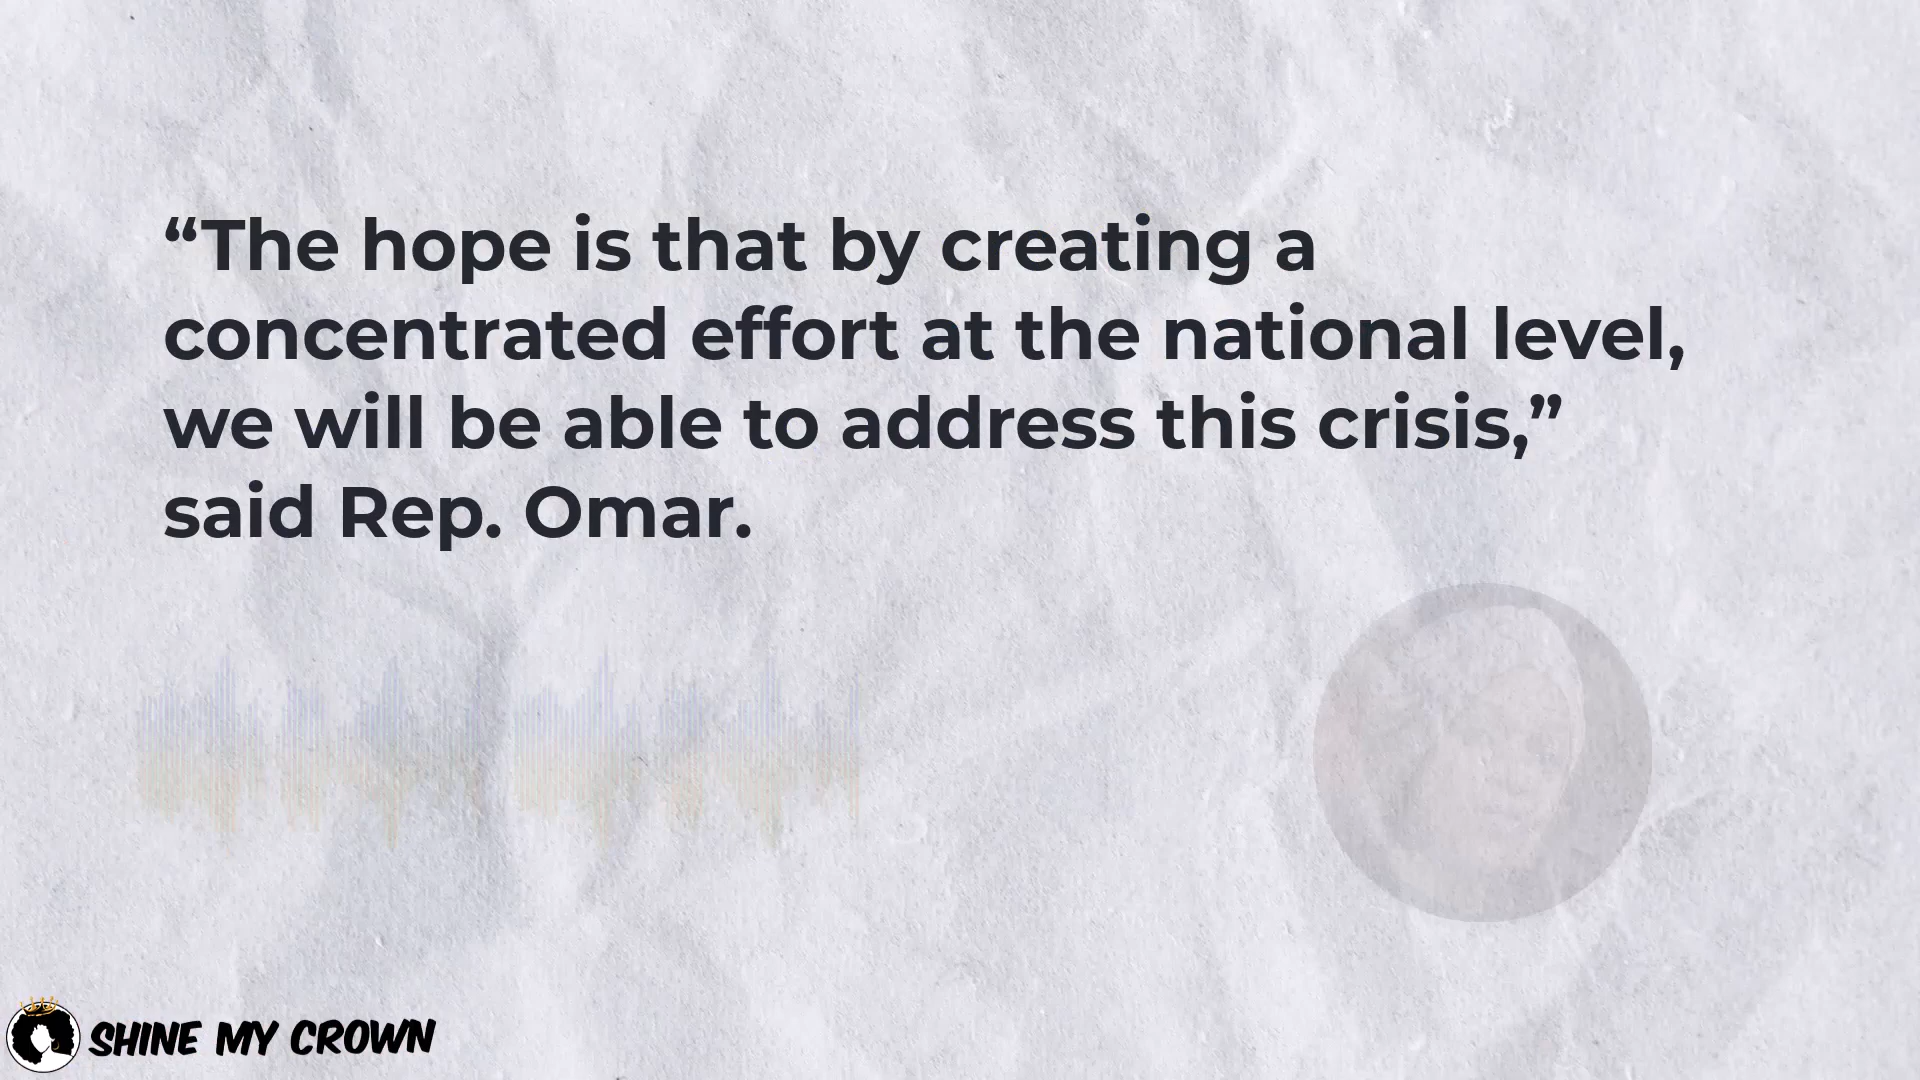 “The hope is that by creating a
concentrated effort at the national level,
we will be able to address this crisis,”
said Rep. Omar.
SHINE MY CROWN